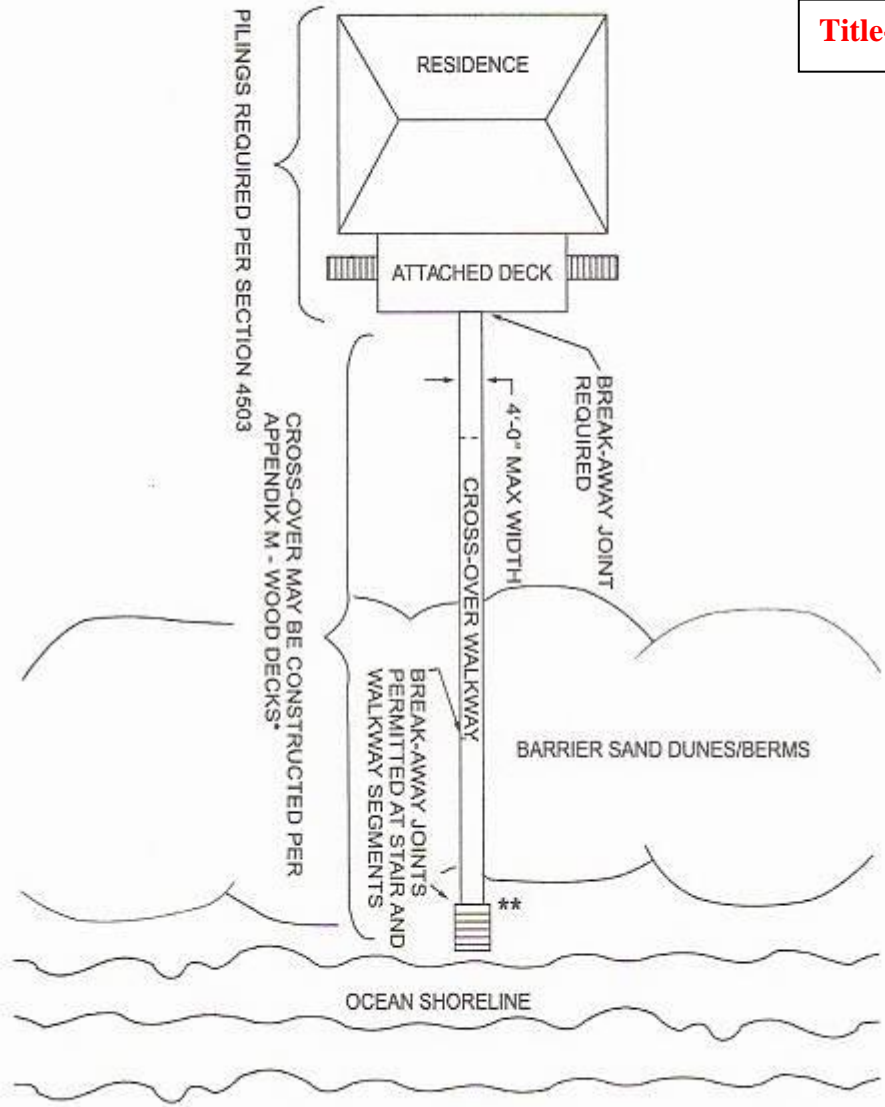 Title-
RESIDENCE
PILINGS REQUIRED PER SECTION 4503
ATTACHED DECK
BREAK-AWAY JOINT
REQUIRED
4'-0" MAX WIDTH
CROSS-OVER WALKWAY
CROSS-OVER MAY BE CONSTRUCTED PER
APPENDIX M - WOOD DECKS*
BREAK-AWAY JOINTS
PERMITTED AT STAIR AND
WALKWAY SEGMENTS
BARRIER SAND DUNES/BERMS
**
OCEAN SHORELINE